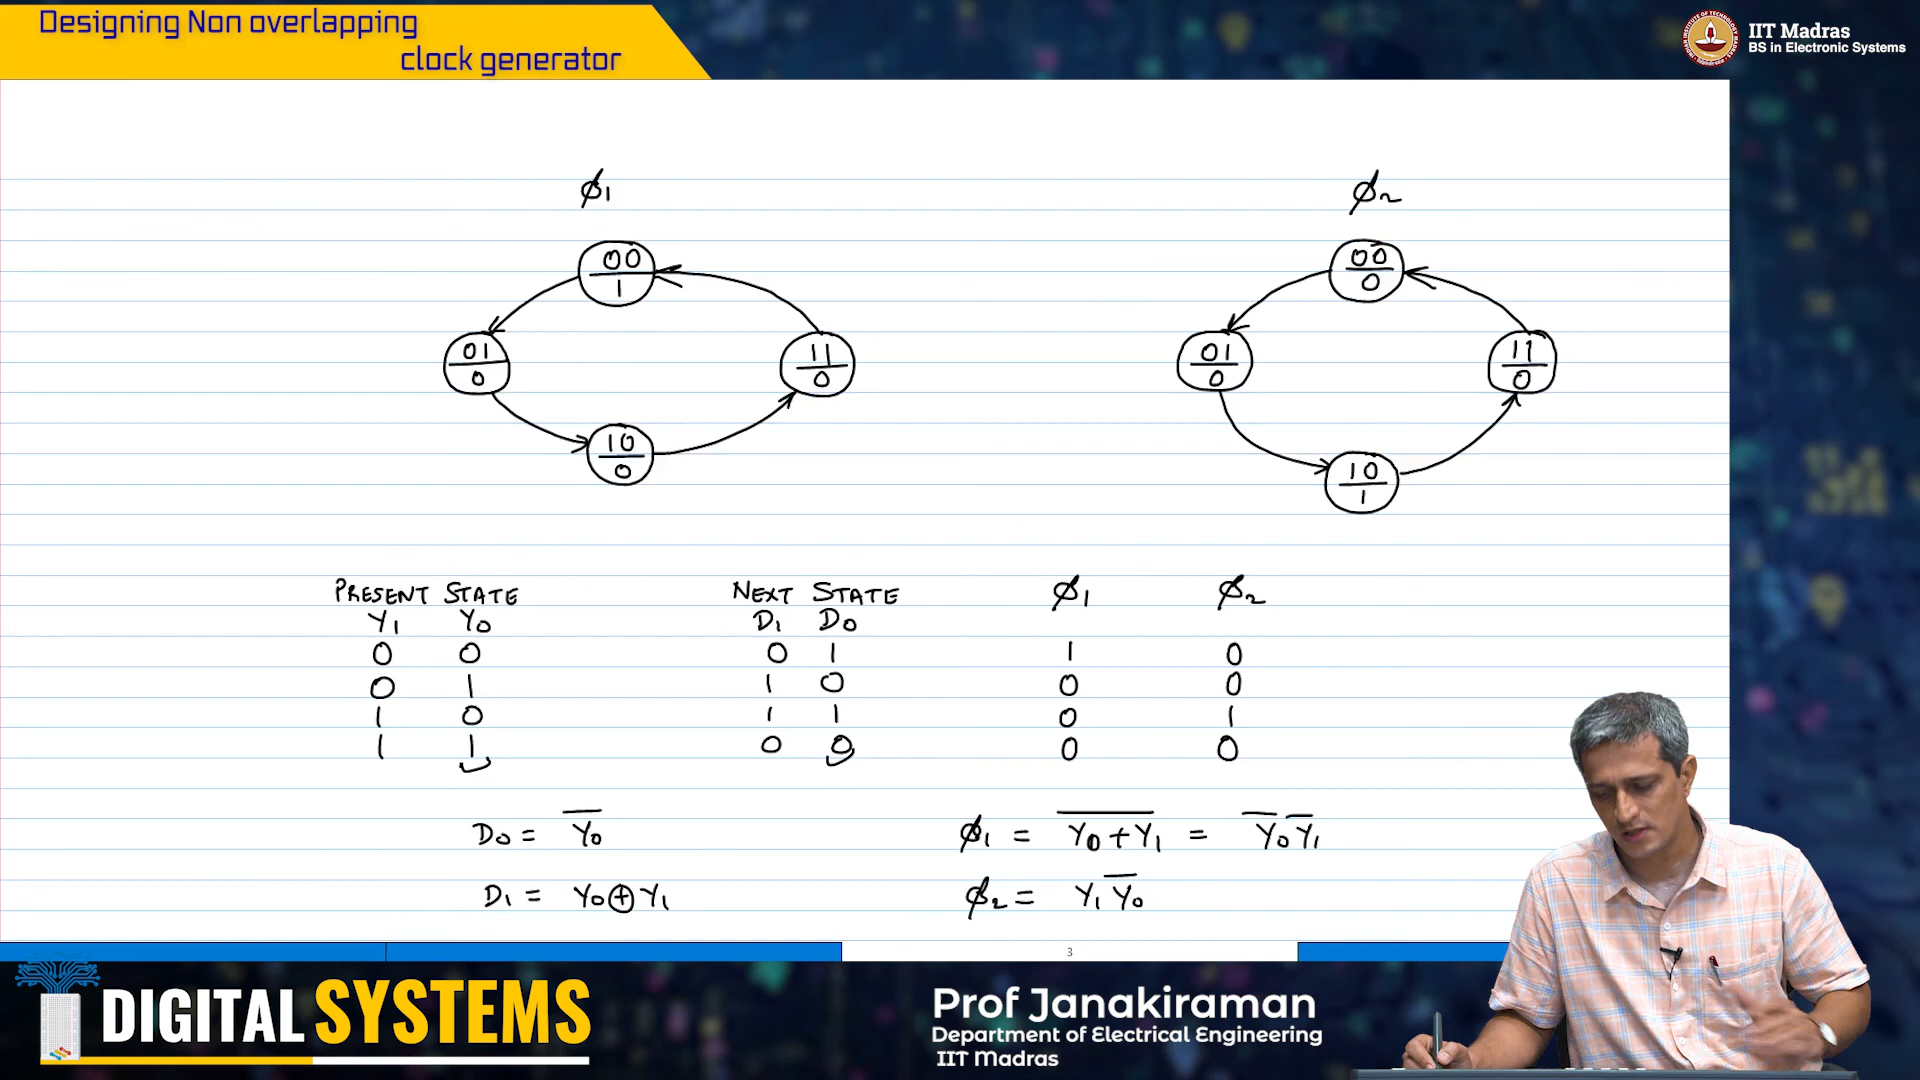 Designing Non overlapping
clock generator
IIT Madras
BS in Electronic Systems
ϕ1
00
1
01
0
11
0
10
0
ϕ2
00
0
01
0
11
0
10
1
PRESENT STATE NEXT STATE ϕ1 ϕ2
Y1 Y0 D1 D0
0 0 0 1 1 0
0 1 1 0 0 0
1 0 1 1 0 1
1 1 0 0 0 0
D0 = Y̅0̅ ϕ1 = Y̅0̅ ̅+̅ ̅Y̅1̅ = Y̅0 Y̅1
D1 = Y0 ⊕ Y1 ϕ2 = Y1 Y̅0
3
DIGITAL SYSTEMS
Prof Janakiraman
Department of Electrical Engineering
IIT Madras